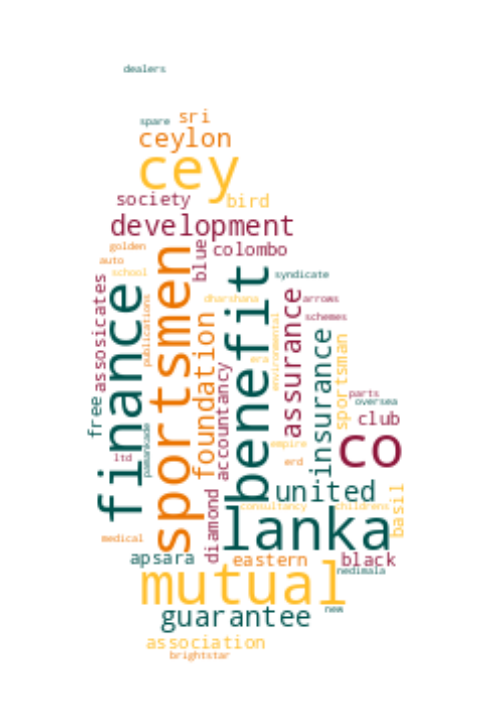 dealers
spare
sri
ceylon
cey
society
bird
development
golden
blue
colombo
auto
school
syndicate
finance
sportsmen
benefit
assosicates
publications
dharshana
assurance
arrows
schemes
foundation
environmental
insurance
sportsman
era
accountancy
parts
oversea
free
pamankade
club
co
empire
ltd
erd
united
diamond
basil
consultancy
childrens
lanka
medical
apsara
eastern
black
nedimala
mutual
new
guarantee
association
brightstar